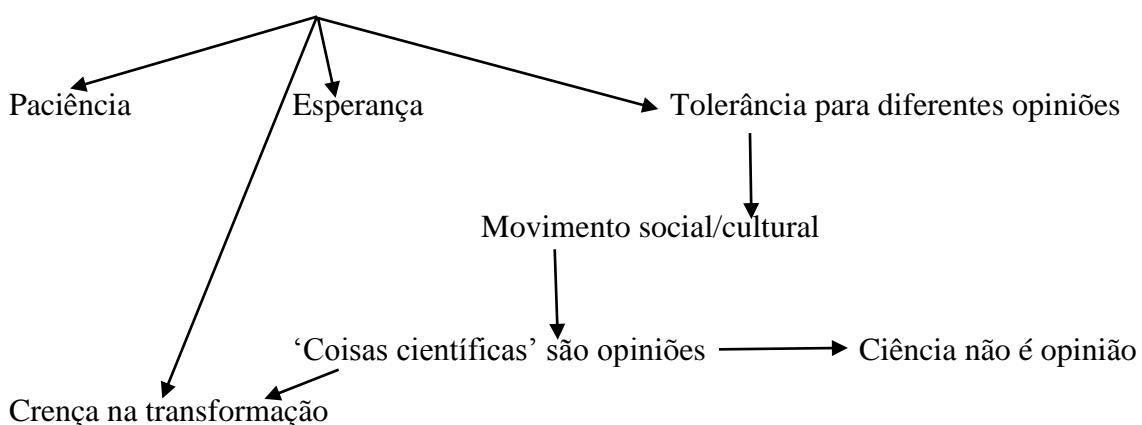 Paciência Esperança Tolerância para diferentes opiniões
Movimento social/cultural
‘Coisas científicas’ são opiniões Ciência não é opinião
Crença na transformação